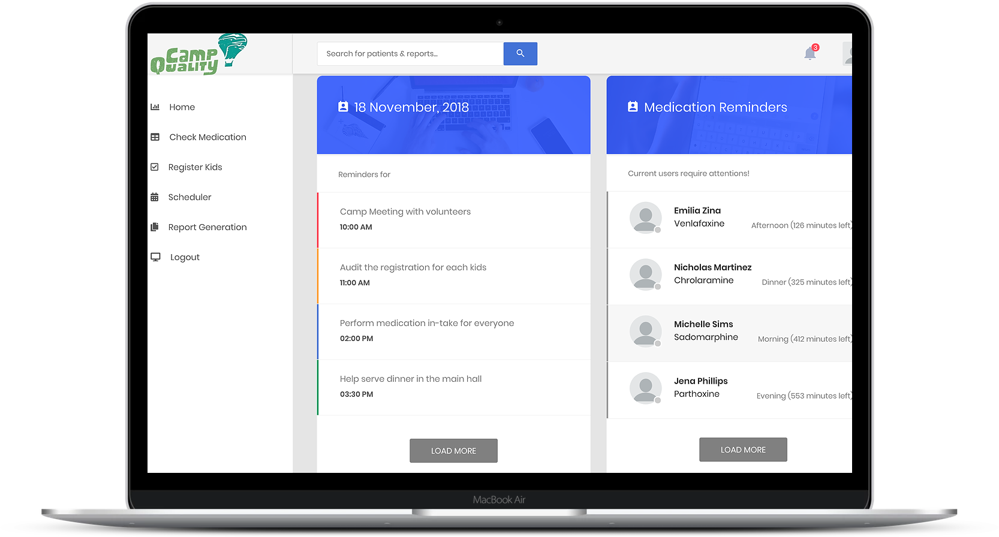 Camp
Quality
Search for patients & reports...
3
Home
Check Medication
Register Kids
Scheduler
Report Generation
Logout
18 November, 2018
Reminders for
Camp Meeting with volunteers
10:00 AM
Audit the registration for each kids
11:00 AM
Perform medication in-take for everyone
02:00 PM
Help serve dinner in the main hall
03:30 PM
LOAD MORE
Medication Reminders
Current users require attentions!
Emilia Zina
Venlafaxine
Afternoon (126 minutes left)
Nicholas Martinez
Chrolaramine
Dinner (325 minutes left)
Michelle Sims
Sadomarphine
Morning (412 minutes left)
Jena Phillips
Parthoxine
Evening (553 minutes left)
LOAD MORE
MacBook Air